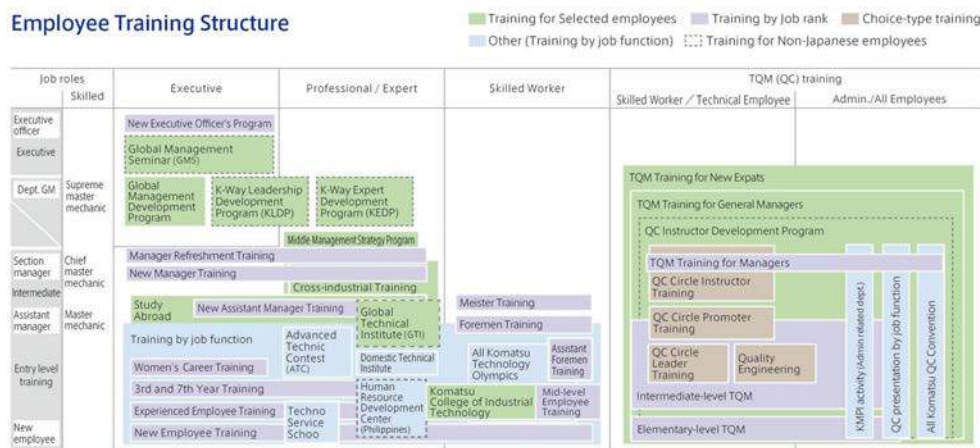 Employee Training Structure
Training for Selected employees
Training by Job rank
Choice-type training
Other (Training by job function)
Training for Non-Japanese employees
Job roles
Skilled
Executive
Professional / Expert
Skilled Worker
TQM (QC) training
Skilled Worker / Technical Employee
Admin./All Employees
Executive
officer
Executive
Dept. GM
Supreme
master
mechanic
Section
manager
Chief
master
mechanic
Intermediate
Assistant
manager
Master
mechanic
Entry level
training
New
employee
New Executive Officer's Program
Global Management
Seminar (GMS)
Global
Management
Development
Program
K-Way Leadership
Development
Program (KLDP)
K-Way Expert
Development
Program (KEDP)
Middle Management Strategy Program
Manager Refreshment Training
New Manager Training
Cross-industrial Training
Study
Abroad
New Assistant Manager Training
Global
Technical
Institute (GTI)
Meister Training
Foremen Training
Training by job function
Advanced
Technic
Contest
(ATC)
Domestic Technical
Institute
All Komatsu
Technology
Olympics
Assistant
Foremen
Training
Women's Career Training
3rd and 7th Year Training
Human
Resource
Development
Center
(Philippines)
Komatsu
College of Industrial
Technology
Mid-level
Employee
Training
Experienced Employee Training
Techno
Service
Schoo
New Employee Training
TQM Training for New Expats
TQM Training for General Managers
QC Instructor Development Program
TQM Training for Managers
QC Circle Instructor
Training
QC Circle Promoter
Training
QC Circle
Leader
Training
Quality
Engineering
Intermediate-level TQM
Elementary-level TQM
KMPI activity (Admin related dept.)
QC presentation by job function
All Komatsu QC Convention